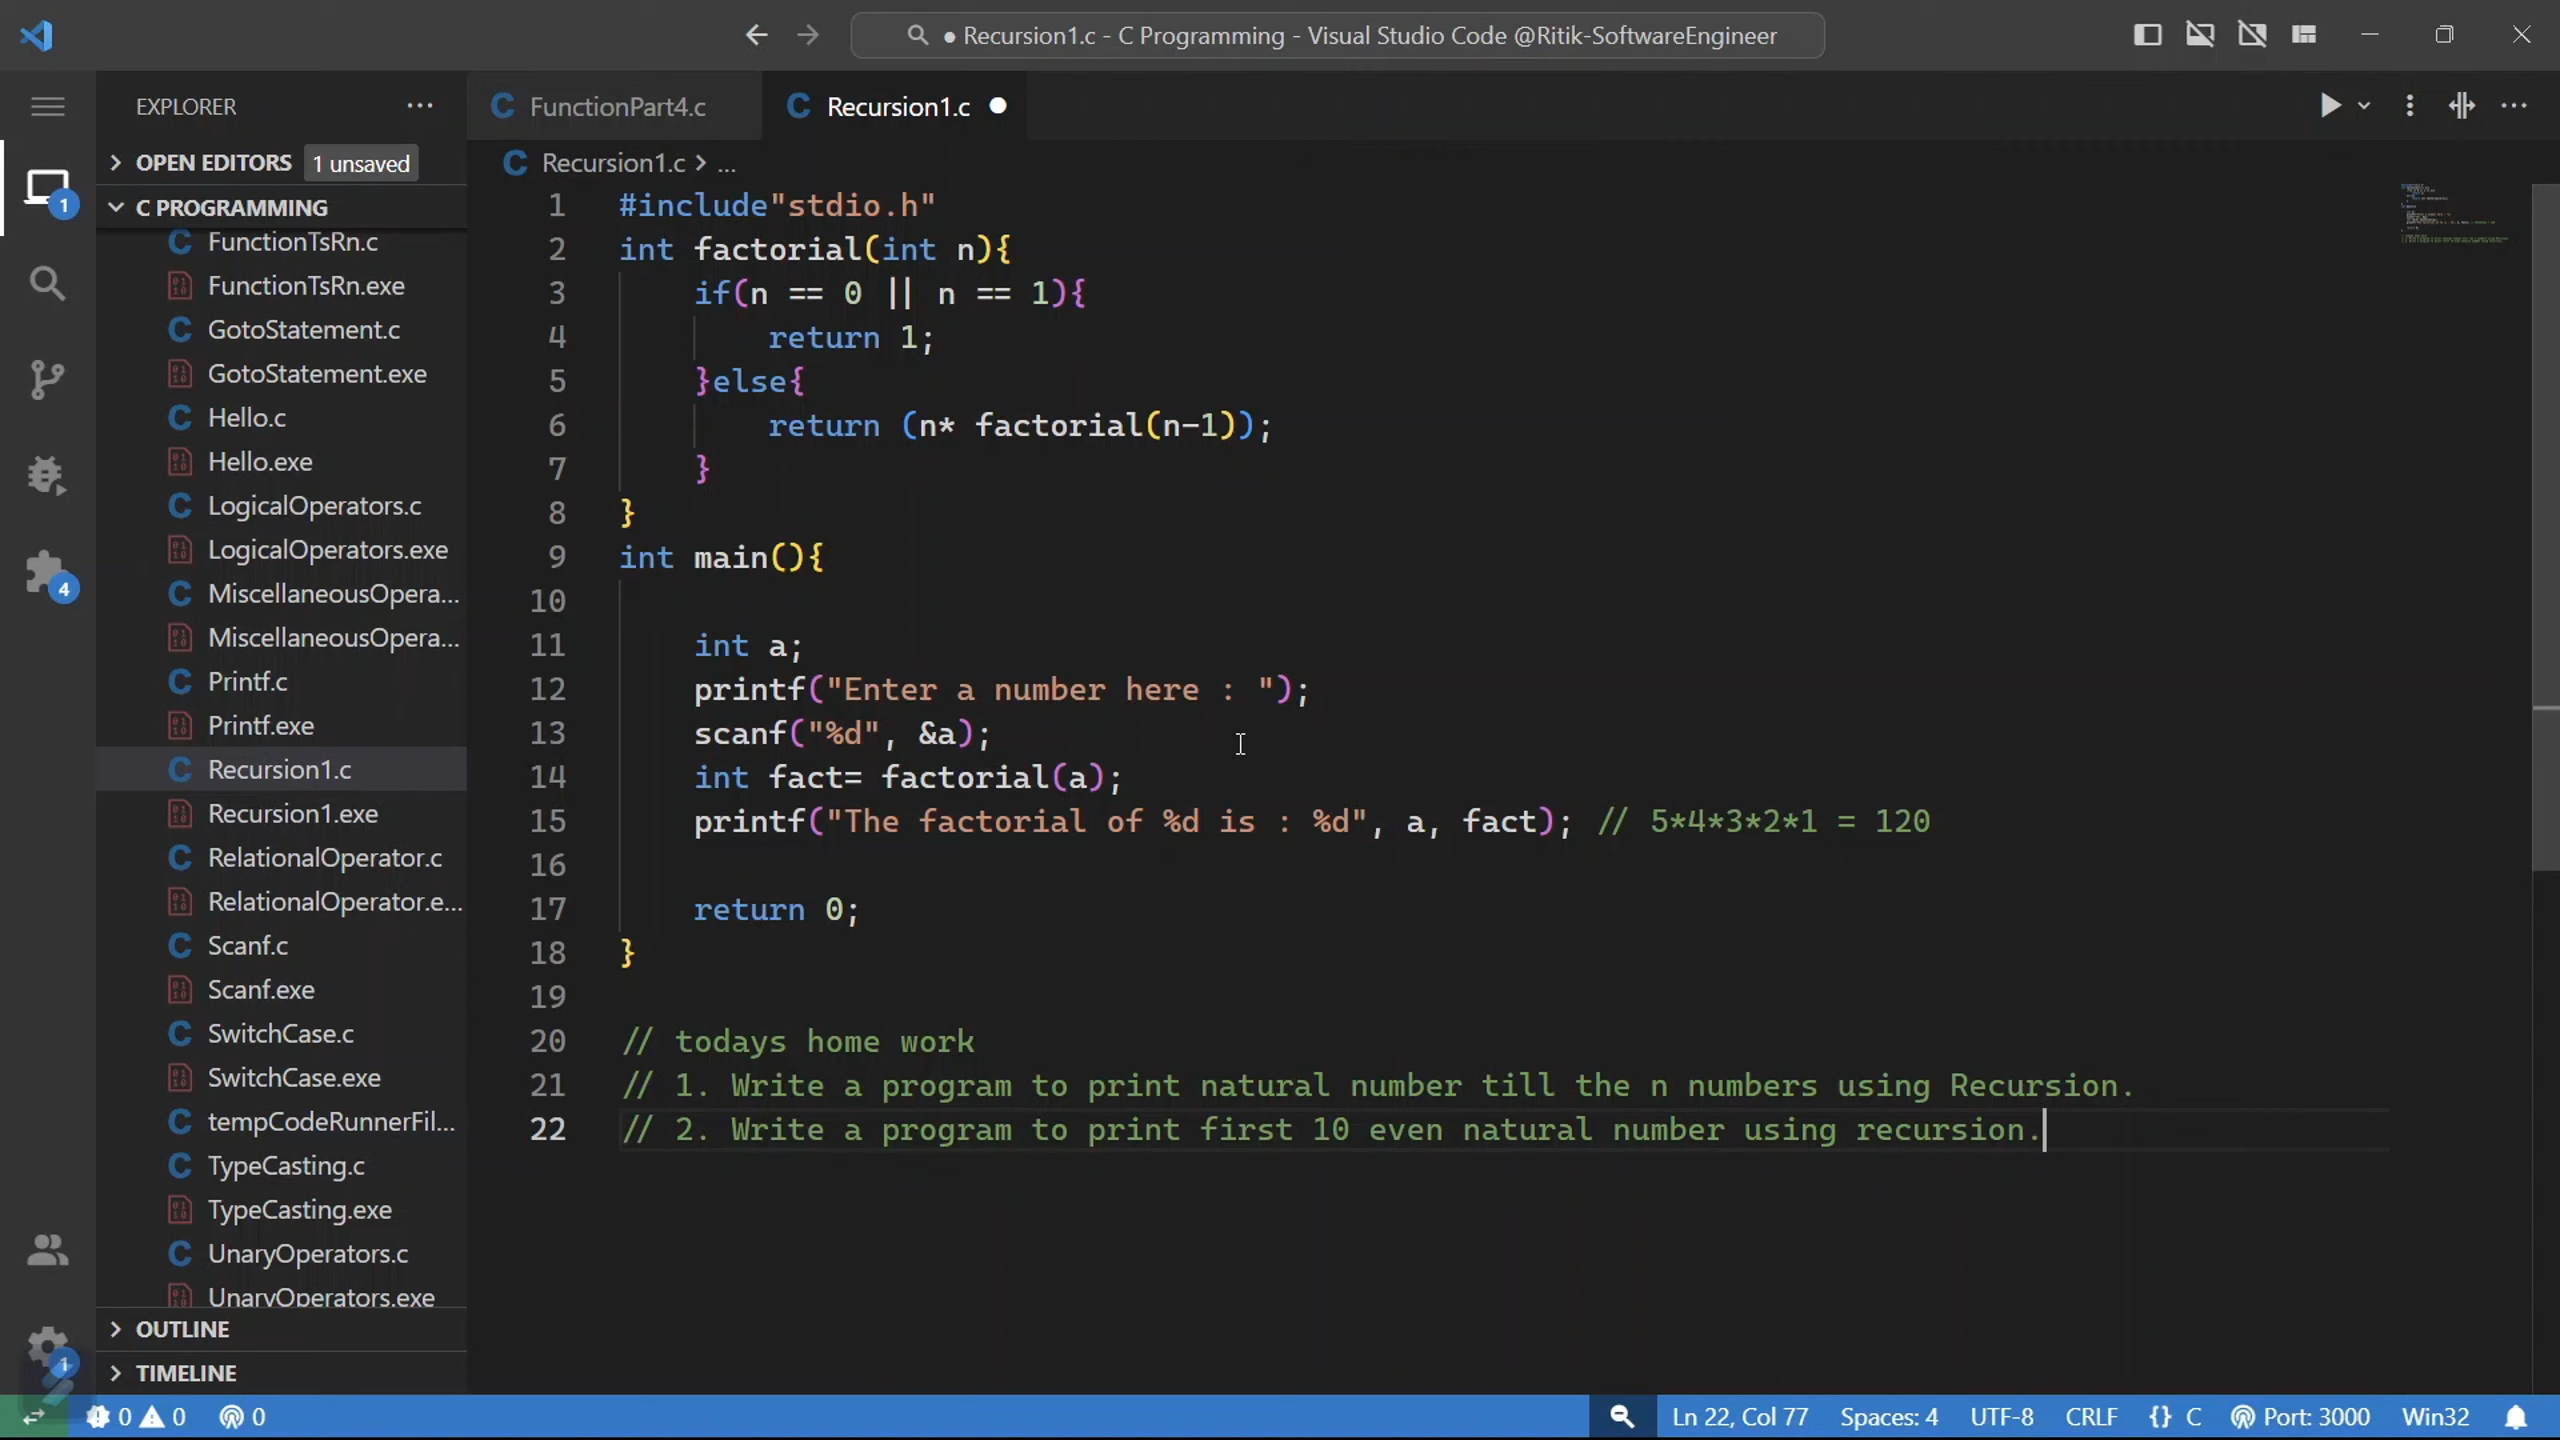 ● Recursion1.c - C Programming - Visual Studio Code @Ritik-SoftwareEngineer
EXPLORER
OPEN EDITORS 1 unsaved
C PROGRAMMING
FunctionTsRn.c
FunctionTsRn.exe
GotoStatement.c
GotoStatement.exe
Hello.c
Hello.exe
LogicalOperators.c
LogicalOperators.exe
MiscellaneousOpera...
MiscellaneousOpera...
Printf.c
Printf.exe
Recursion1.c
Recursion1.exe
RelationalOperator.c
RelationalOperator.e...
Scanf.c
Scanf.exe
SwitchCase.c
SwitchCase.exe
tempCodeRunnerFil...
TypeCasting.c
TypeCasting.exe
UnaryOperators.c
UnaryOperators.exe
OUTLINE
TIMELINE
1
4
1
FunctionPart4.c Recursion1.c
Recursion1.c > ...
1 #include"stdio.h"
2 int factorial(int n){
3 if(n == 0 || n == 1){
4 return 1;
5 }else{
6 return (n* factorial(n-1));
7 }
8 }
9 int main(){
10
11 int a;
12 printf("Enter a number here : ");
13 scanf("%d", &a);
14 int fact= factorial(a);
15 printf("The factorial of %d is : %d", a, fact); // 5*4*3*2*1 = 120
16
17 return 0;
18 }
19
20 // todays home work
21 // 1. Write a program to print natural number till the n numbers using Recursion.
22 // 2. Write a program to print first 10 even natural number using recursion.
0 0 0 Ln 22, Col 77 Spaces: 4 UTF-8 CRLF {} C Port: 3000 Win32